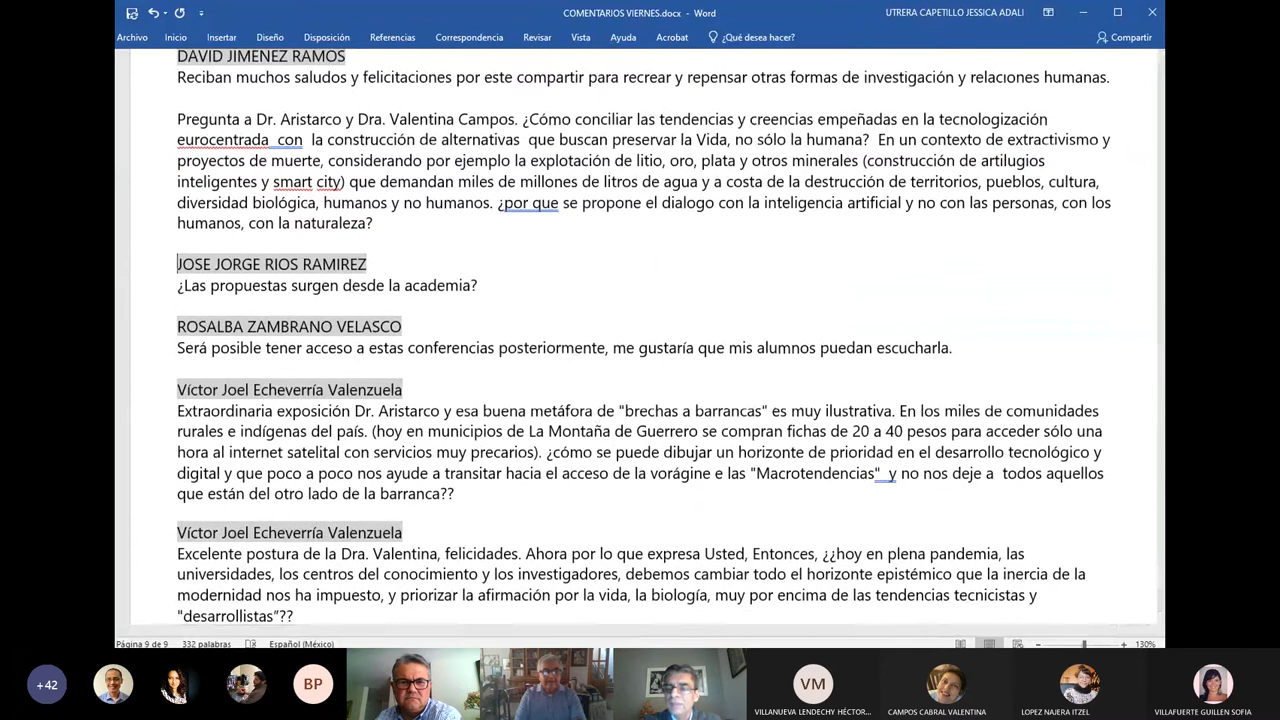 COMENTARIOS VIERNES.docx - Word
UTRERA CAPETILLO JESSICA ADALI
Archivo Inicio Insertar Diseño Disposición Referencias Correspondencia Revisar Vista Ayuda Acrobat ¿Qué desea hacer? Compartir
DAVID JIMENEZ RAMOS
Reciban muchos saludos y felicitaciones por este compartir para recrear y repensar otras formas de investigación y relaciones humanas.
Pregunta a Dr. Aristarco y Dra. Valentina Campos. ¿Cómo conciliar las tendencias y creencias empeñadas en la tecnologización
eurocentrada con la construcción de alternativas que buscan preservar la Vida, no sólo la humana? En un contexto de extractivismo y
proyectos de muerte, considerando por ejemplo la explotación de litio, oro, plata y otros minerales (construcción de artilugios
inteligentes y smart city) que demandan miles de millones de litros de agua y a costa de la destrucción de territorios, pueblos, cultura,
diversidad biológica, humanos y no humanos. ¿por que se propone el dialogo con la inteligencia artificial y no con las personas, con los
humanos, con la naturaleza?
JOSE JORGE RIOS RAMIREZ
¿Las propuestas surgen desde la academia?
ROSALBA ZAMBRANO VELASCO
Será posible tener acceso a estas conferencias posteriormente, me gustaría que mis alumnos puedan escucharla.
Víctor Joel Echeverría Valenzuela
Extraordinaria exposición Dr. Aristarco y esa buena metáfora de "brechas a barrancas" es muy ilustrativa. En los miles de comunidades
rurales e indígenas del país. (hoy en municipios de La Montaña de Guerrero se compran fichas de 20 a 40 pesos para acceder sólo una
hora al internet satelital con servicios muy precarios). ¿cómo se puede dibujar un horizonte de prioridad en el desarrollo tecnológico y
digital y que poco a poco nos ayude a transitar hacia el acceso de la vorágine e las "Macrotendencias" y no nos deje a todos aquellos
que están del otro lado de la barranca??
Víctor Joel Echeverría Valenzuela
Excelente postura de la Dra. Valentina, felicidades. Ahora por lo que expresa Usted, Entonces, ¿¿hoy en plena pandemia, las
universidades, los centros del conocimiento y los investigadores, debemos cambiar todo el horizonte epistémico que la inercia de la
modernidad nos ha impuesto, y priorizar la afirmación por la vida, la biología, muy por encima de las tendencias tecnicistas y
"desarrollistas"??
Página 9 de 9 332 palabras Español (México) 130%
+42 BP VM
VILLANUEVA LENDECHY HÉCTOR... CAMPOS CABRAL VALENTINA LOPEZ NAJERA ITZEL VILLAFUERTE GUILLEN SOFIA